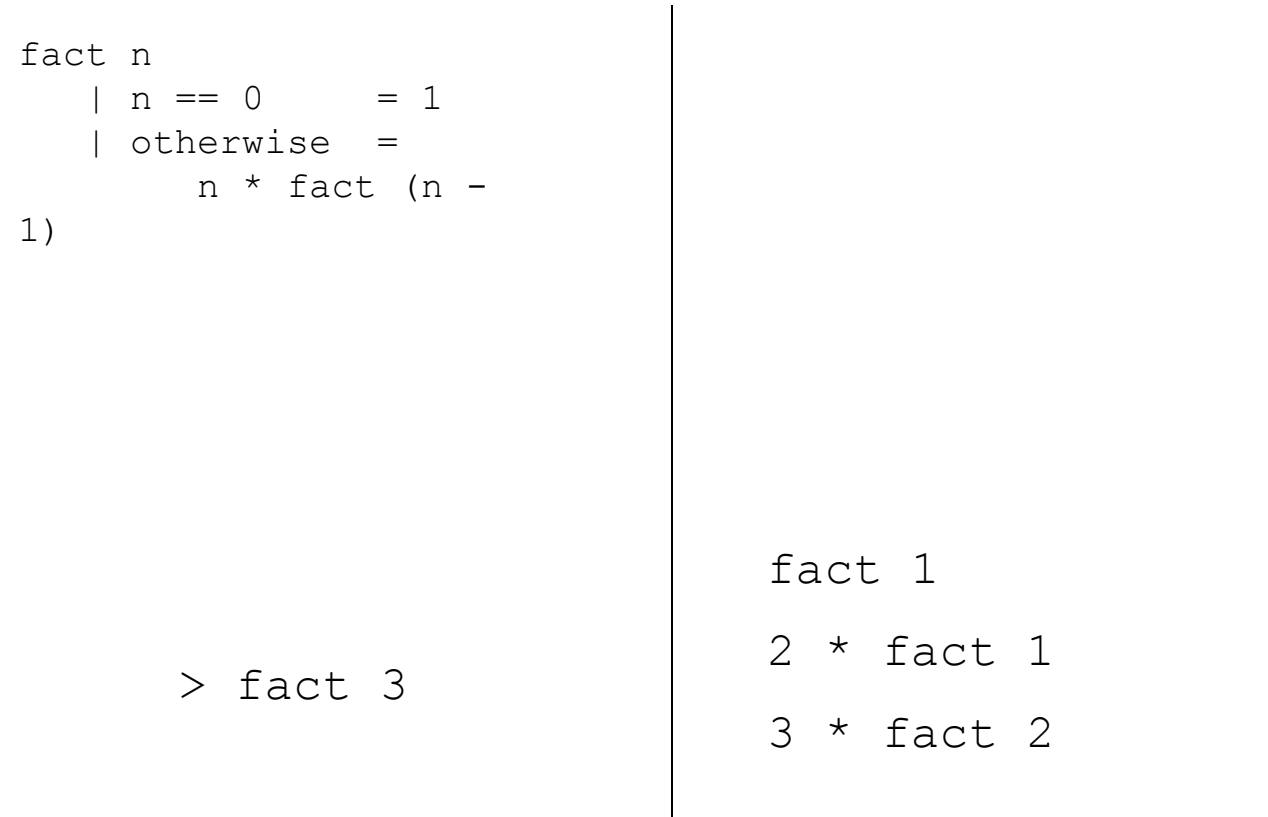 fact n
| n == 0 = 1
| otherwise =
n * fact (n -
1)
> fact 3
fact 1
2 * fact 1
3 * fact 2